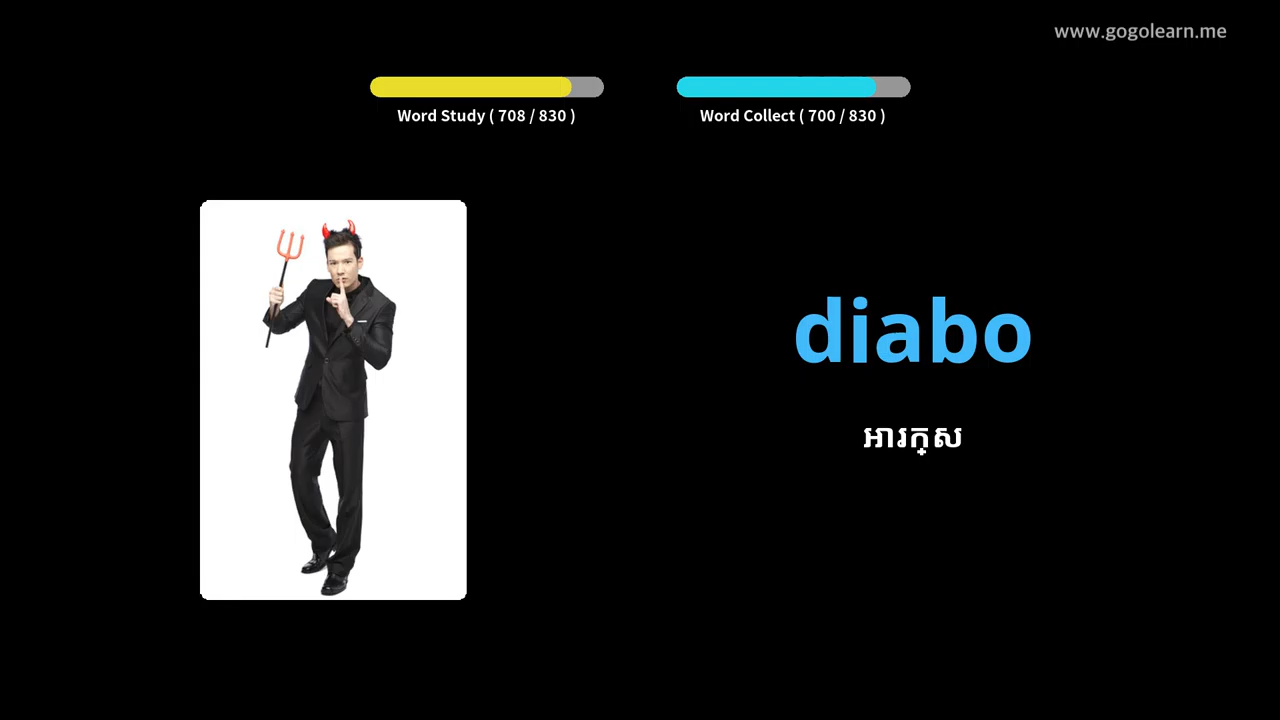 www.gogolearn.me
Word Study ( 708 / 830 )
Word Collect ( 700 / 830 )
diabo
អារក្ស